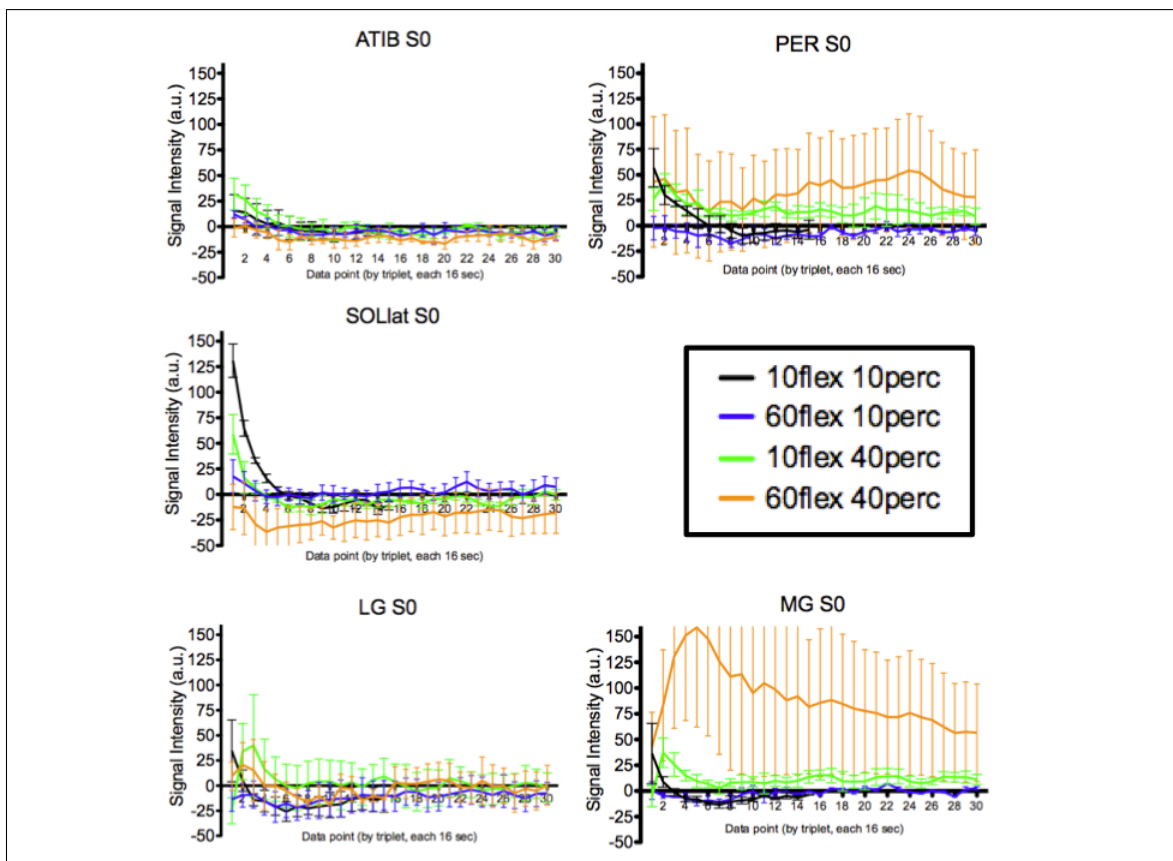 ATIB S0
Signal Intensity (a.u.)
150
125
100
75
50
25
0
-25
-50
2 4 6 8 10 12 14 16 18 20 22 24 26 28 30
Data point (by triplet, each 16 sec)
PER S0
Signal Intensity (a.u.)
150
125
100
75
50
25
0
-25
-50
2 4 6 8 10 12 14 16 18 20 22 24 26 28 30
Data point (by triplet, each 16 sec)
SOLlat S0
Signal Intensity (a.u.)
150
125
100
75
50
25
0
-25
-50
2 4 6 8 10 12 14 16 18 20 22 24 26 28 30
Data point (by triplet, each 16 sec)
10flex 10perc
60flex 10perc
10flex 40perc
60flex 40perc
LG S0
Signal Intensity (a.u.)
150
125
100
75
50
25
0
-25
-50
2 4 6 8 10 12 14 16 18 20 22 24 26 28 30
Data point (by triplet, each 16 sec)
MG S0
Signal Intensity (a.u.)
150
125
100
75
50
25
0
-25
-50
2 4 6 8 10 12 14 16 18 20 22 24 26 28 30
Data point (by triplet, each 16 sec)